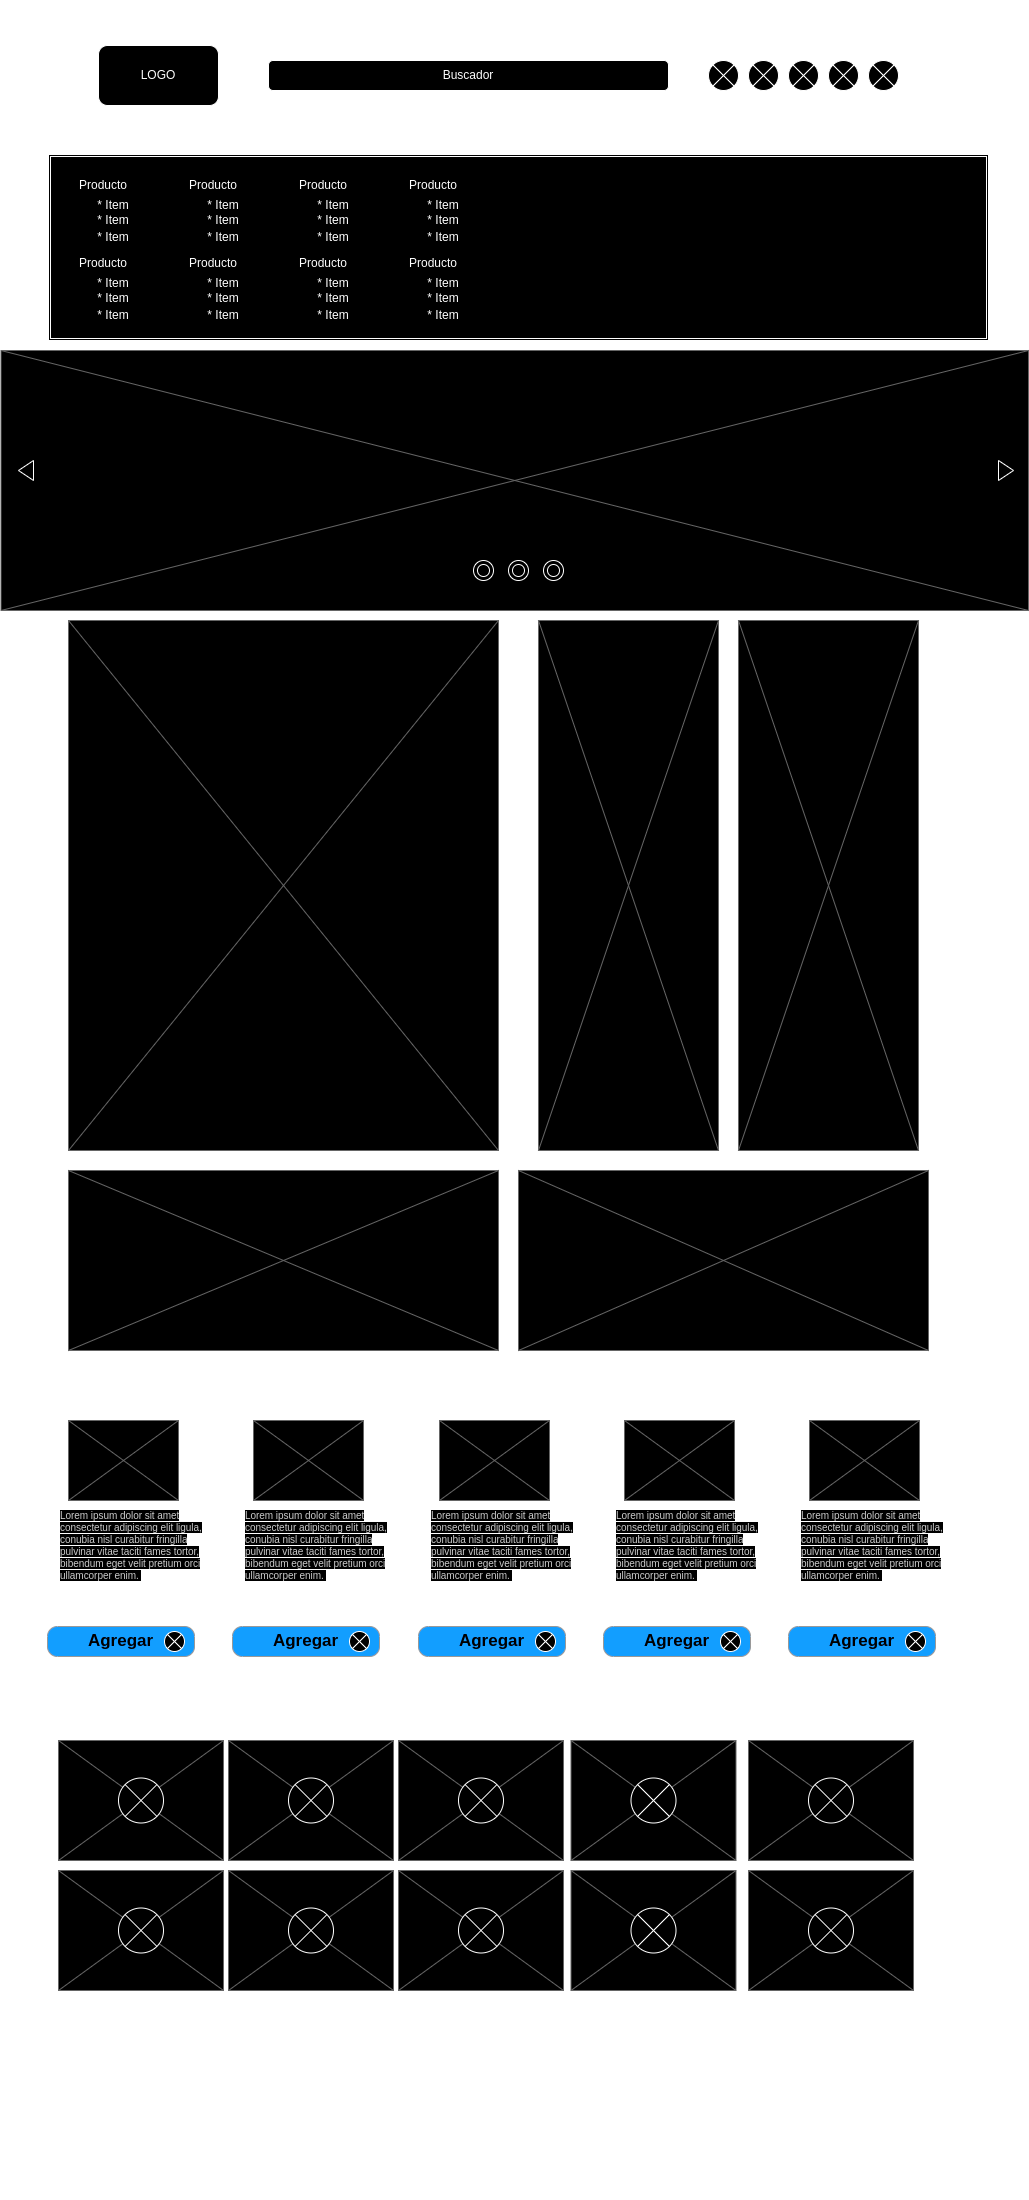 LOGO
Buscador
Producto Producto Producto Producto
* Item * Item * Item * Item
* Item * Item * Item * Item
* Item * Item * Item * Item
Producto Producto Producto Producto
* Item * Item * Item * Item
* Item * Item * Item * Item
* Item * Item * Item * Item
Lorem ipsum dolor sit amet
consectetur adipiscing elit ligula,
conubia nisl curabitur fringilla
pulvinar vitae taciti fames tortor,
bibendum eget velit pretium orci
ullamcorper enim.
Lorem ipsum dolor sit amet
consectetur adipiscing elit ligula,
conubia nisl curabitur fringilla
pulvinar vitae taciti fames tortor,
bibendum eget velit pretium orci
ullamcorper enim.
Lorem ipsum dolor sit amet
consectetur adipiscing elit ligula,
conubia nisl curabitur fringilla
pulvinar vitae taciti fames tortor,
bibendum eget velit pretium orci
ullamcorper enim.
Lorem ipsum dolor sit amet
consectetur adipiscing elit ligula,
conubia nisl curabitur fringilla
pulvinar vitae taciti fames tortor,
bibendum eget velit pretium orci
ullamcorper enim.
Lorem ipsum dolor sit amet
consectetur adipiscing elit ligula,
conubia nisl curabitur fringilla
pulvinar vitae taciti fames tortor,
bibendum eget velit pretium orci
ullamcorper enim.
Agregar Agregar Agregar Agregar Agregar